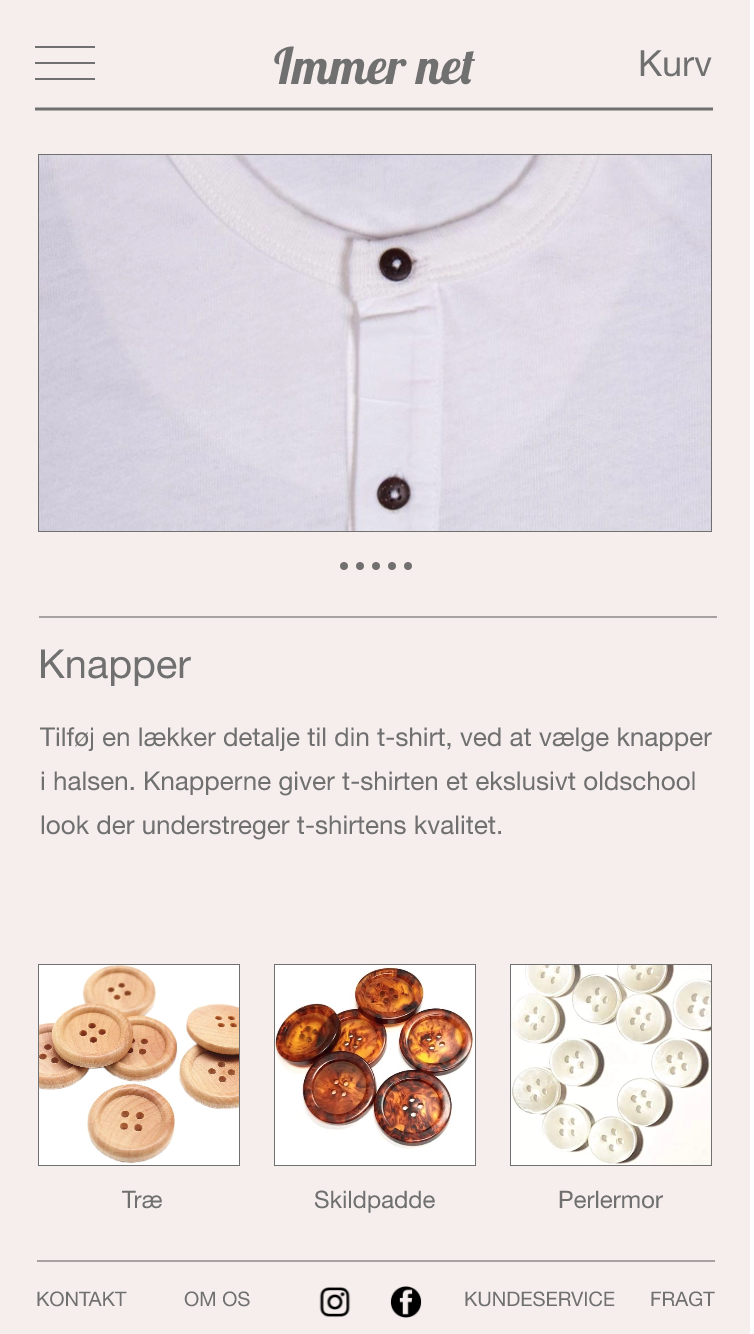 Immer net
Kurv
Knapper
Tilføj en lækker detalje til din t-shirt, ved at vælge knapper
i halsen. Knapperne giver t-shirten et ekslusivt oldschool
look der understreger t-shirtens kvalitet.
Træ
Skildpadde
Perlermor
KONTAKT
OM OS
KUNDESERVICE
FRAGT